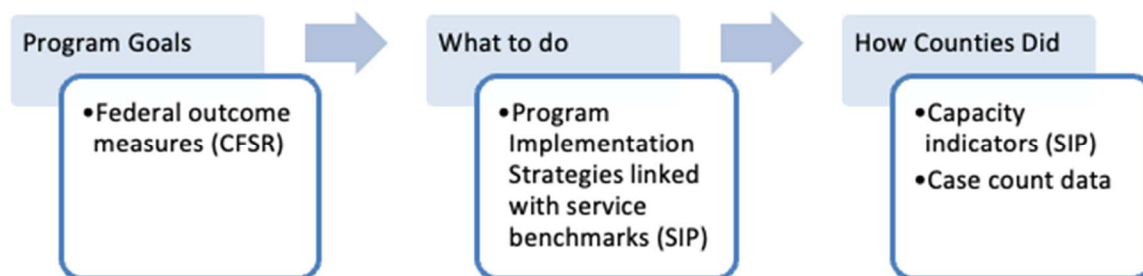 Program Goals
•Federal outcome
measures (CFSR)
What to do
•Program
Implementation
Strategies linked
with service
benchmarks (SIP)
How Counties Did
•Capacity
indicators (SIP)
•Case count data